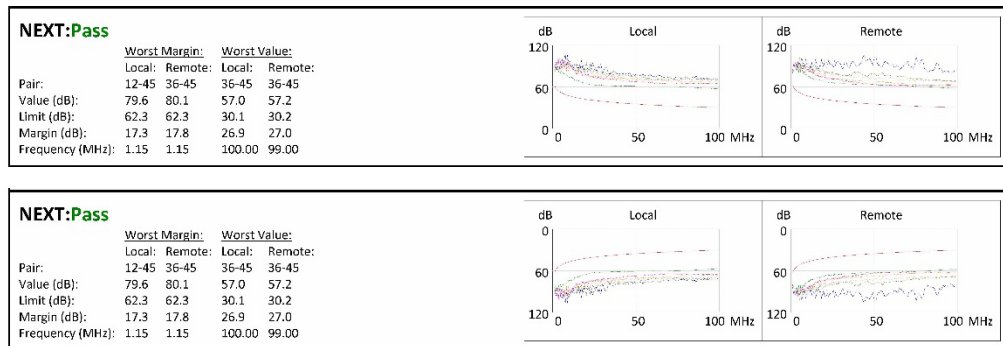 NEXT:Pass
Worst Margin: Worst Value:
Local: Remote: Local: Remote:
Pair: 12-45 36-45 36-45 36-45
Value (dB): 79.6 80.1 57.0 57.2
Limit (dB): 62.3 62.3 30.1 30.2
Margin (dB): 17.3 17.8 26.9 27.0
Frequency (MHz): 1.15 1.15 100.00 99.00
dB Local
120
60
0
0 50 100 MHz
dB Remote
120
60
0
0 50 100 MHz
NEXT:Pass
Worst Margin: Worst Value:
Local: Remote: Local: Remote:
Pair: 12-45 36-45 36-45 36-45
Value (dB): 79.6 80.1 57.0 57.2
Limit (dB): 62.3 62.3 30.1 30.2
Margin (dB): 17.3 17.8 26.9 27.0
Frequency (MHz): 1.15 1.15 100.00 99.00
dB Local
0
60
120
0 50 100 MHz
dB Remote
0
60
120
0 50 100 MHz